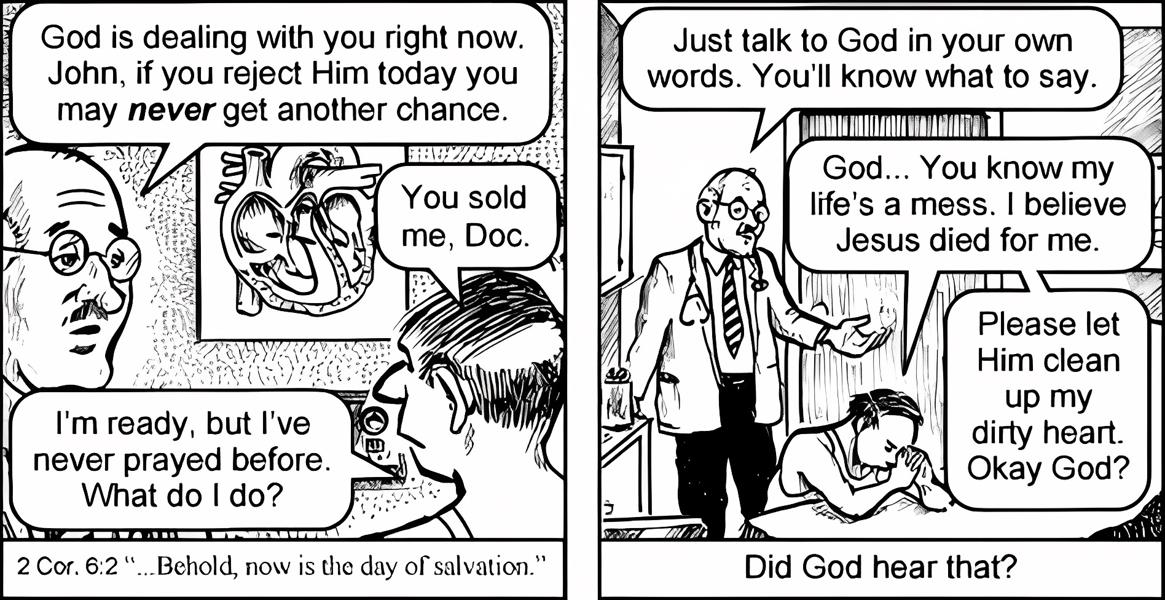 God is dealing with you right now.
John, if you reject Him today you
may never get another chance.
You sold
me, Doc.
I'm ready, but I've
never prayed before.
What do I do?
2 Cor. 6:2 "...Behold, now is the day of salvation."
Just talk to God in your own
words. You'll know what to say.
God... You know my
life's a mess. I believe
Jesus died for me.
Please let
Him clean
up my
dirty heart.
Okay God?
Did God hear that?